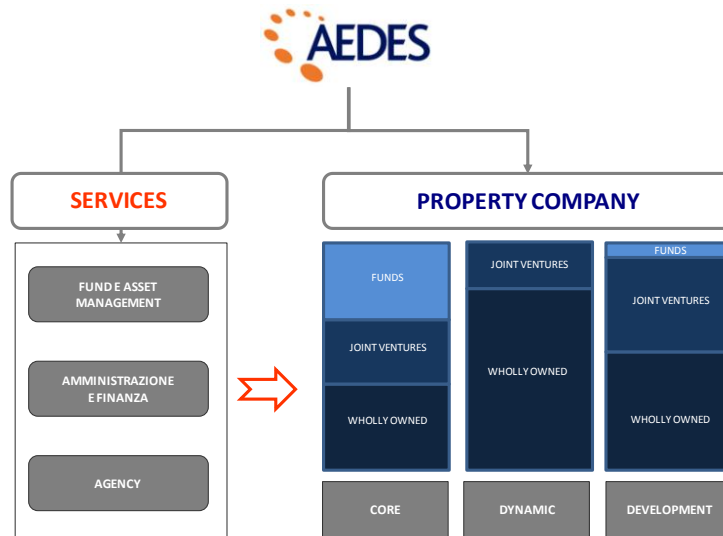 AEDES
SERVICES
PROPERTY COMPANY
FUND E ASSET
MANAGEMENT
AMMINISTRAZIONE
E FINANZA
AGENCY
FUNDS
JOINT VENTURES
WHOLLY OWNED
CORE
JOINT VENTURES
WHOLLY OWNED
DYNAMIC
FUNDS
JOINT VENTURES
WHOLLY OWNED
DEVELOPMENT